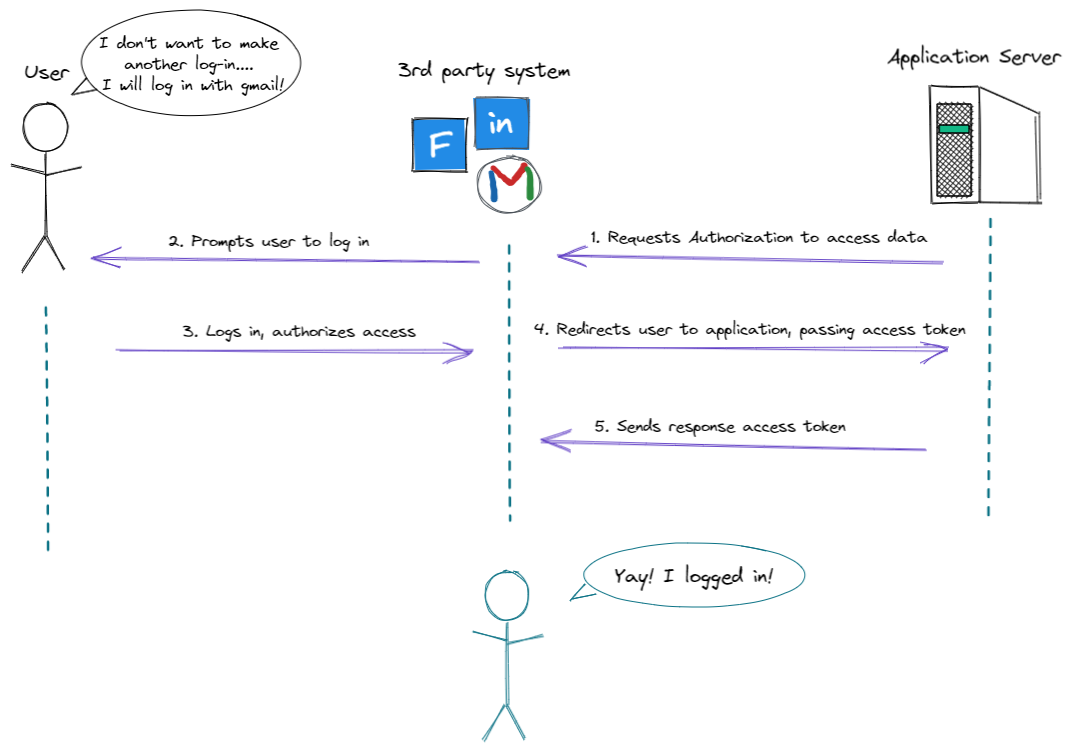 I don't want to make
another log-in....
I will log in with gmail!
User
3rd party system
Application Server
F
in
M
2. Prompts user to log in
1. Requests Authorization to access data
3. Logs in, authorizes access
4. Redirects user to application, passing access token
5. Sends response access token
Yay! I logged in!